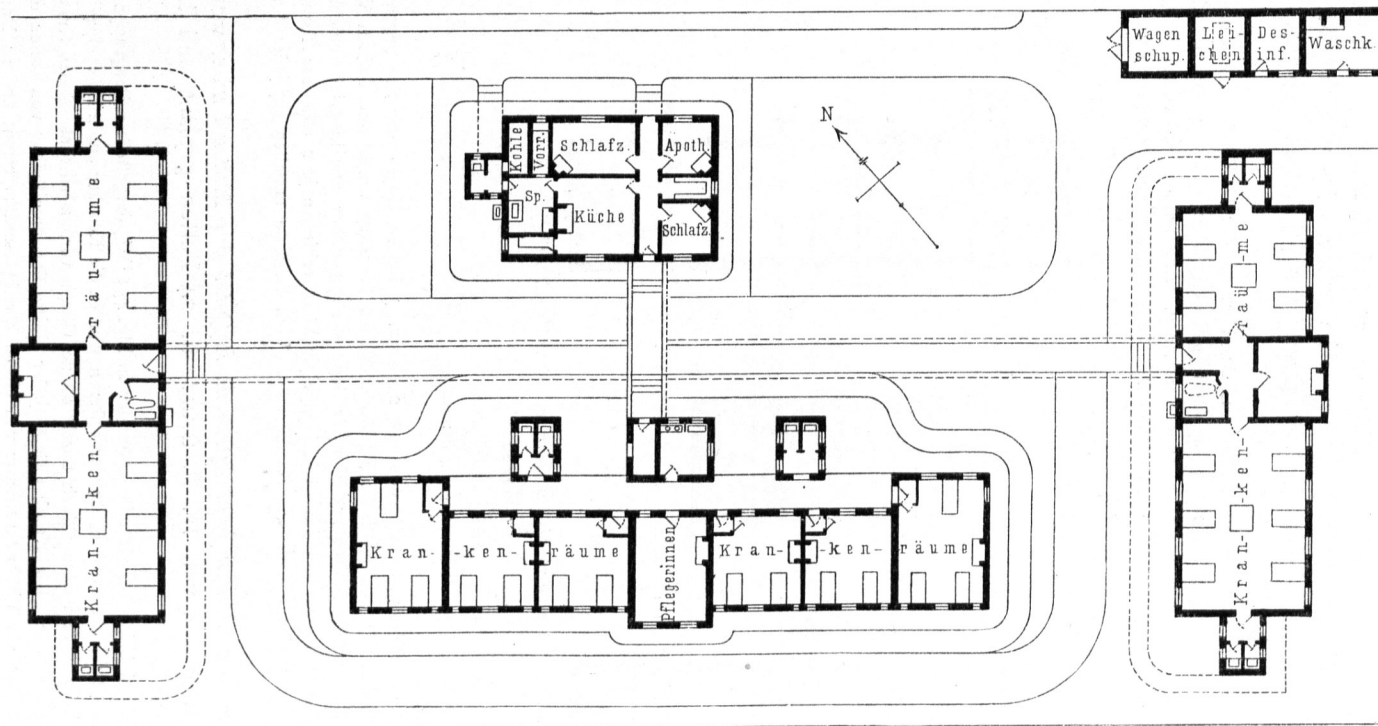 Wagen
schup.
Lei-
chen.
Des-
inf.
Waschk.
N
Kohle
Vorr.
Schlafz.
Apoth.
Sp.
Küche
Schlafz.
Kran-ken-räu-me
Kran-ken-räu-me
Kran-ken-räume
Pflegerinnen
Kran-ken-räume